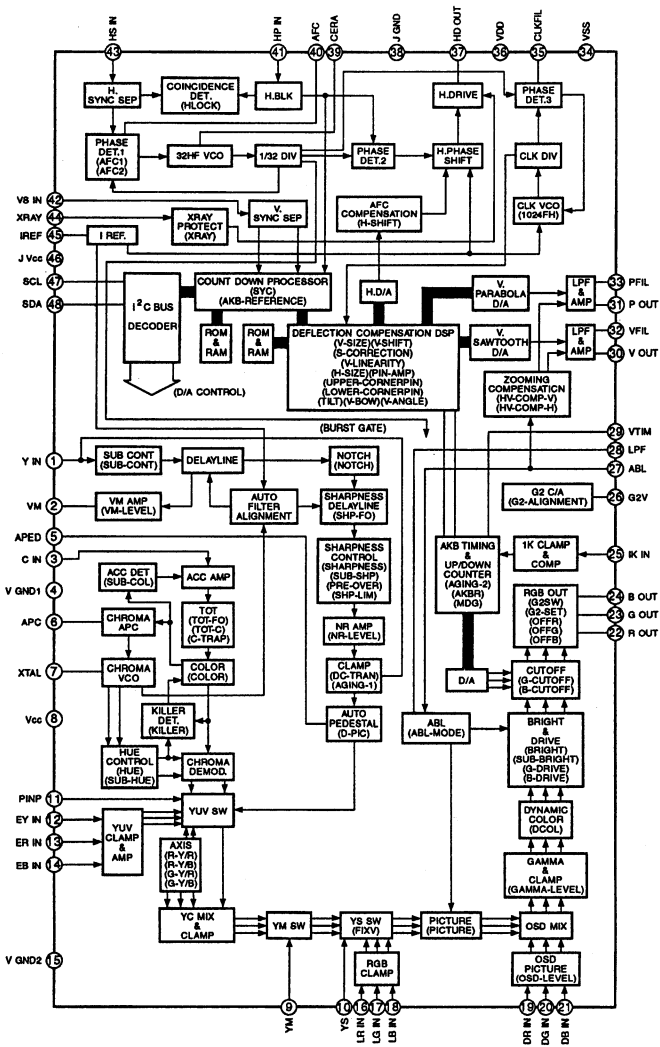 HS IN
HP IN
AFC
CERA
J GND
HD OUT
VDD
CLKFIL
VSS
43
41
40
39
38
37
36
35
34
H.
SYNC SEP
COINCIDENCE
DET.
(HLOCK)
H.BLK
H.DRIVE
PHASE
DET.3
PHASE
DET.1
(AFC1)
(AFC2)
32HF VCO
1/32 DIV
PHASE
DET.2
H.PHASE
SHIFT
CLK DIV
VS IN 42
XRAY 44
IREF 45
J Vcc 46
SCL 47
SDA 48
I REF.
XRAY
PROTECT
(XRAY)
V.
SYNC SEP
AFC
COMPENSATION
(H-SHIFT)
CLK VCO
(1024FH)
I2C BUS
DECODER
COUNT DOWN PROCESSOR
(SYC)
(AKB-REFERENCE)
H.D/A
V.
PARABOLA
D/A
LPF
&
AMP
33 PFIL
31 P OUT
ROM
&
RAM
ROM
&
RAM
DEFLECTION COMPENSATION DSP
(V-SIZE)(V-SHIFT)
(S-CORRECTION)
(V-LINEARITY)
(H-SIZE)(PIN-AMP)
(UPPER-CORNERPIN)
(LOWER-CORNERPIN)
(TILT)(V-BOW)(V-ANGLE)
V.
SAWTOOTH
D/A
LPF
&
AMP
32 VFIL
30 V OUT
(D/A CONTROL)
ZOOMING
COMPENSATION
(HV-COMP-V)
(HV-COMP-H)
(BURST GATE)
29 VTIM
28 LPF
27 ABL
Y IN 1
SUB CONT
(SUB-CONT)
DELAYLINE
NOTCH
(NOTCH)
VM 2
VM AMP
(VM-LEVEL)
AUTO
FILTER
ALIGNMENT
SHARPNESS
DELAYLINE
(SHP-FO)
G2 C/A
(G2-ALIGNMENT)
26 G2V
APED 5
C IN 3
V GND1 4
APC 6
XTAL 7
Vcc 8
ACC DET
(SUB-COL)
ACC AMP
SHARPNESS
CONTROL
(SHARPNESS)
(SUB-SHP)
(PRE-OVER)
(SHP-LIM)
AKB TIMING
&
UP/DOWN
COUNTER
(AGING-2)
(AKBR)
(MDG)
1K CLAMP
&
COMP
25 IK IN
CHROMA
APC
TOT
(TOT-FO)
(TOT-C)
(C-TRAP)
NR AMP
(NR-LEVEL)
RGB OUT
(G2SW)
(G2-SET)
(OFFR)
(OFFG)
(OFFB)
24 B OUT
23 G OUT
22 R OUT
CHROMA
VCO
COLOR
(COLOR)
CLAMP
(DC-TRAN)
(AGING-1)
D/A
CUTOFF
(G-CUTOFF)
(B-CUTOFF)
KILLER
DET.
(KILLER)
AUTO
PEDESTAL
(D-PIC)
ABL
(ABL-MODE)
BRIGHT
&
DRIVE
(BRIGHT)
(SUB-BRIGHT)
(G-DRIVE)
(B-DRIVE)
HUE
CONTROL
(HUE)
(SUB-HUE)
CHROMA
DEMOD.
PINP 11
EY IN 12
ER IN 13
EB IN 14
YUV
CLAMP
&
AMP
YUV SW
DYNAMIC
COLOR
(DCOL)
AXIS
(R-Y/R)
(R-Y/B)
(G-Y/R)
(G-Y/B)
GAMMA
&
CLAMP
(GAMMA-LEVEL)
YC MIX
&
CLAMP
YM SW
YS SW
(FIXV)
PICTURE
(PICTURE)
OSD MIX
V GND2 15
RGB
CLAMP
OSD
PICTURE
(OSD-LEVEL)
9
10
16
17
18
19
20
21
YM
YS
LR IN
LG IN
LB IN
DR IN
DG IN
DB IN